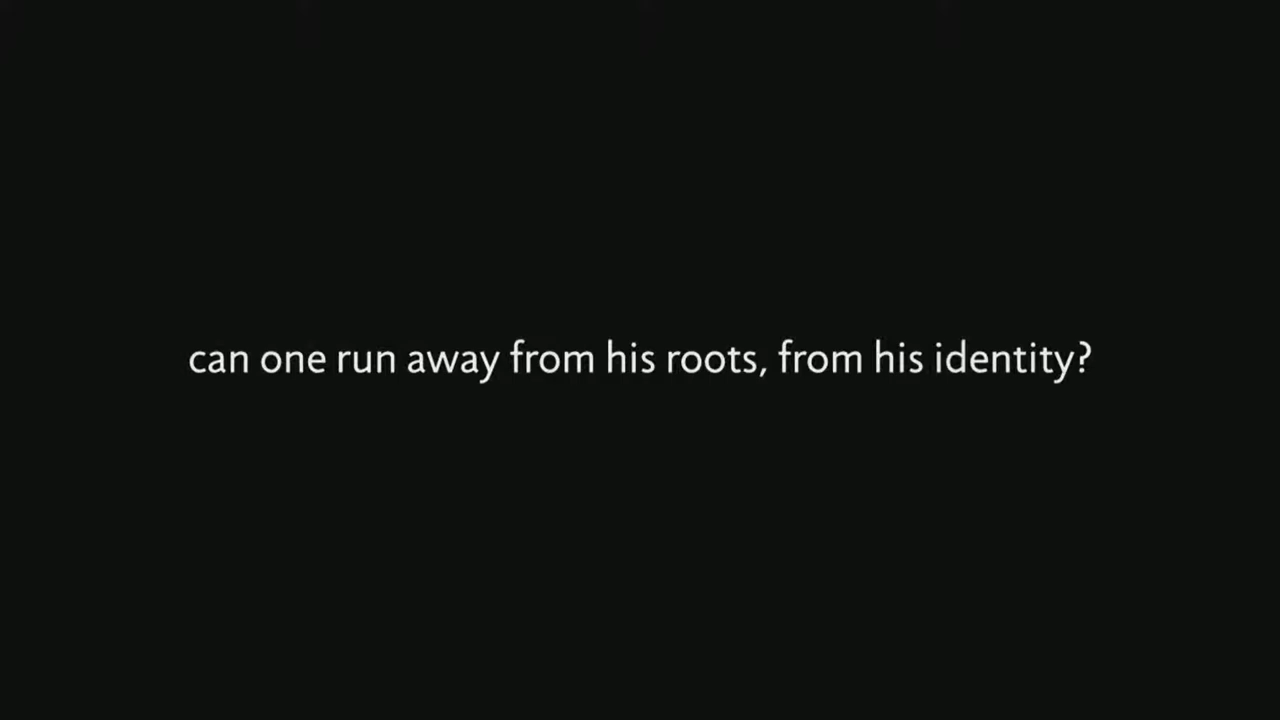 can one run away from his roots, from his identity?